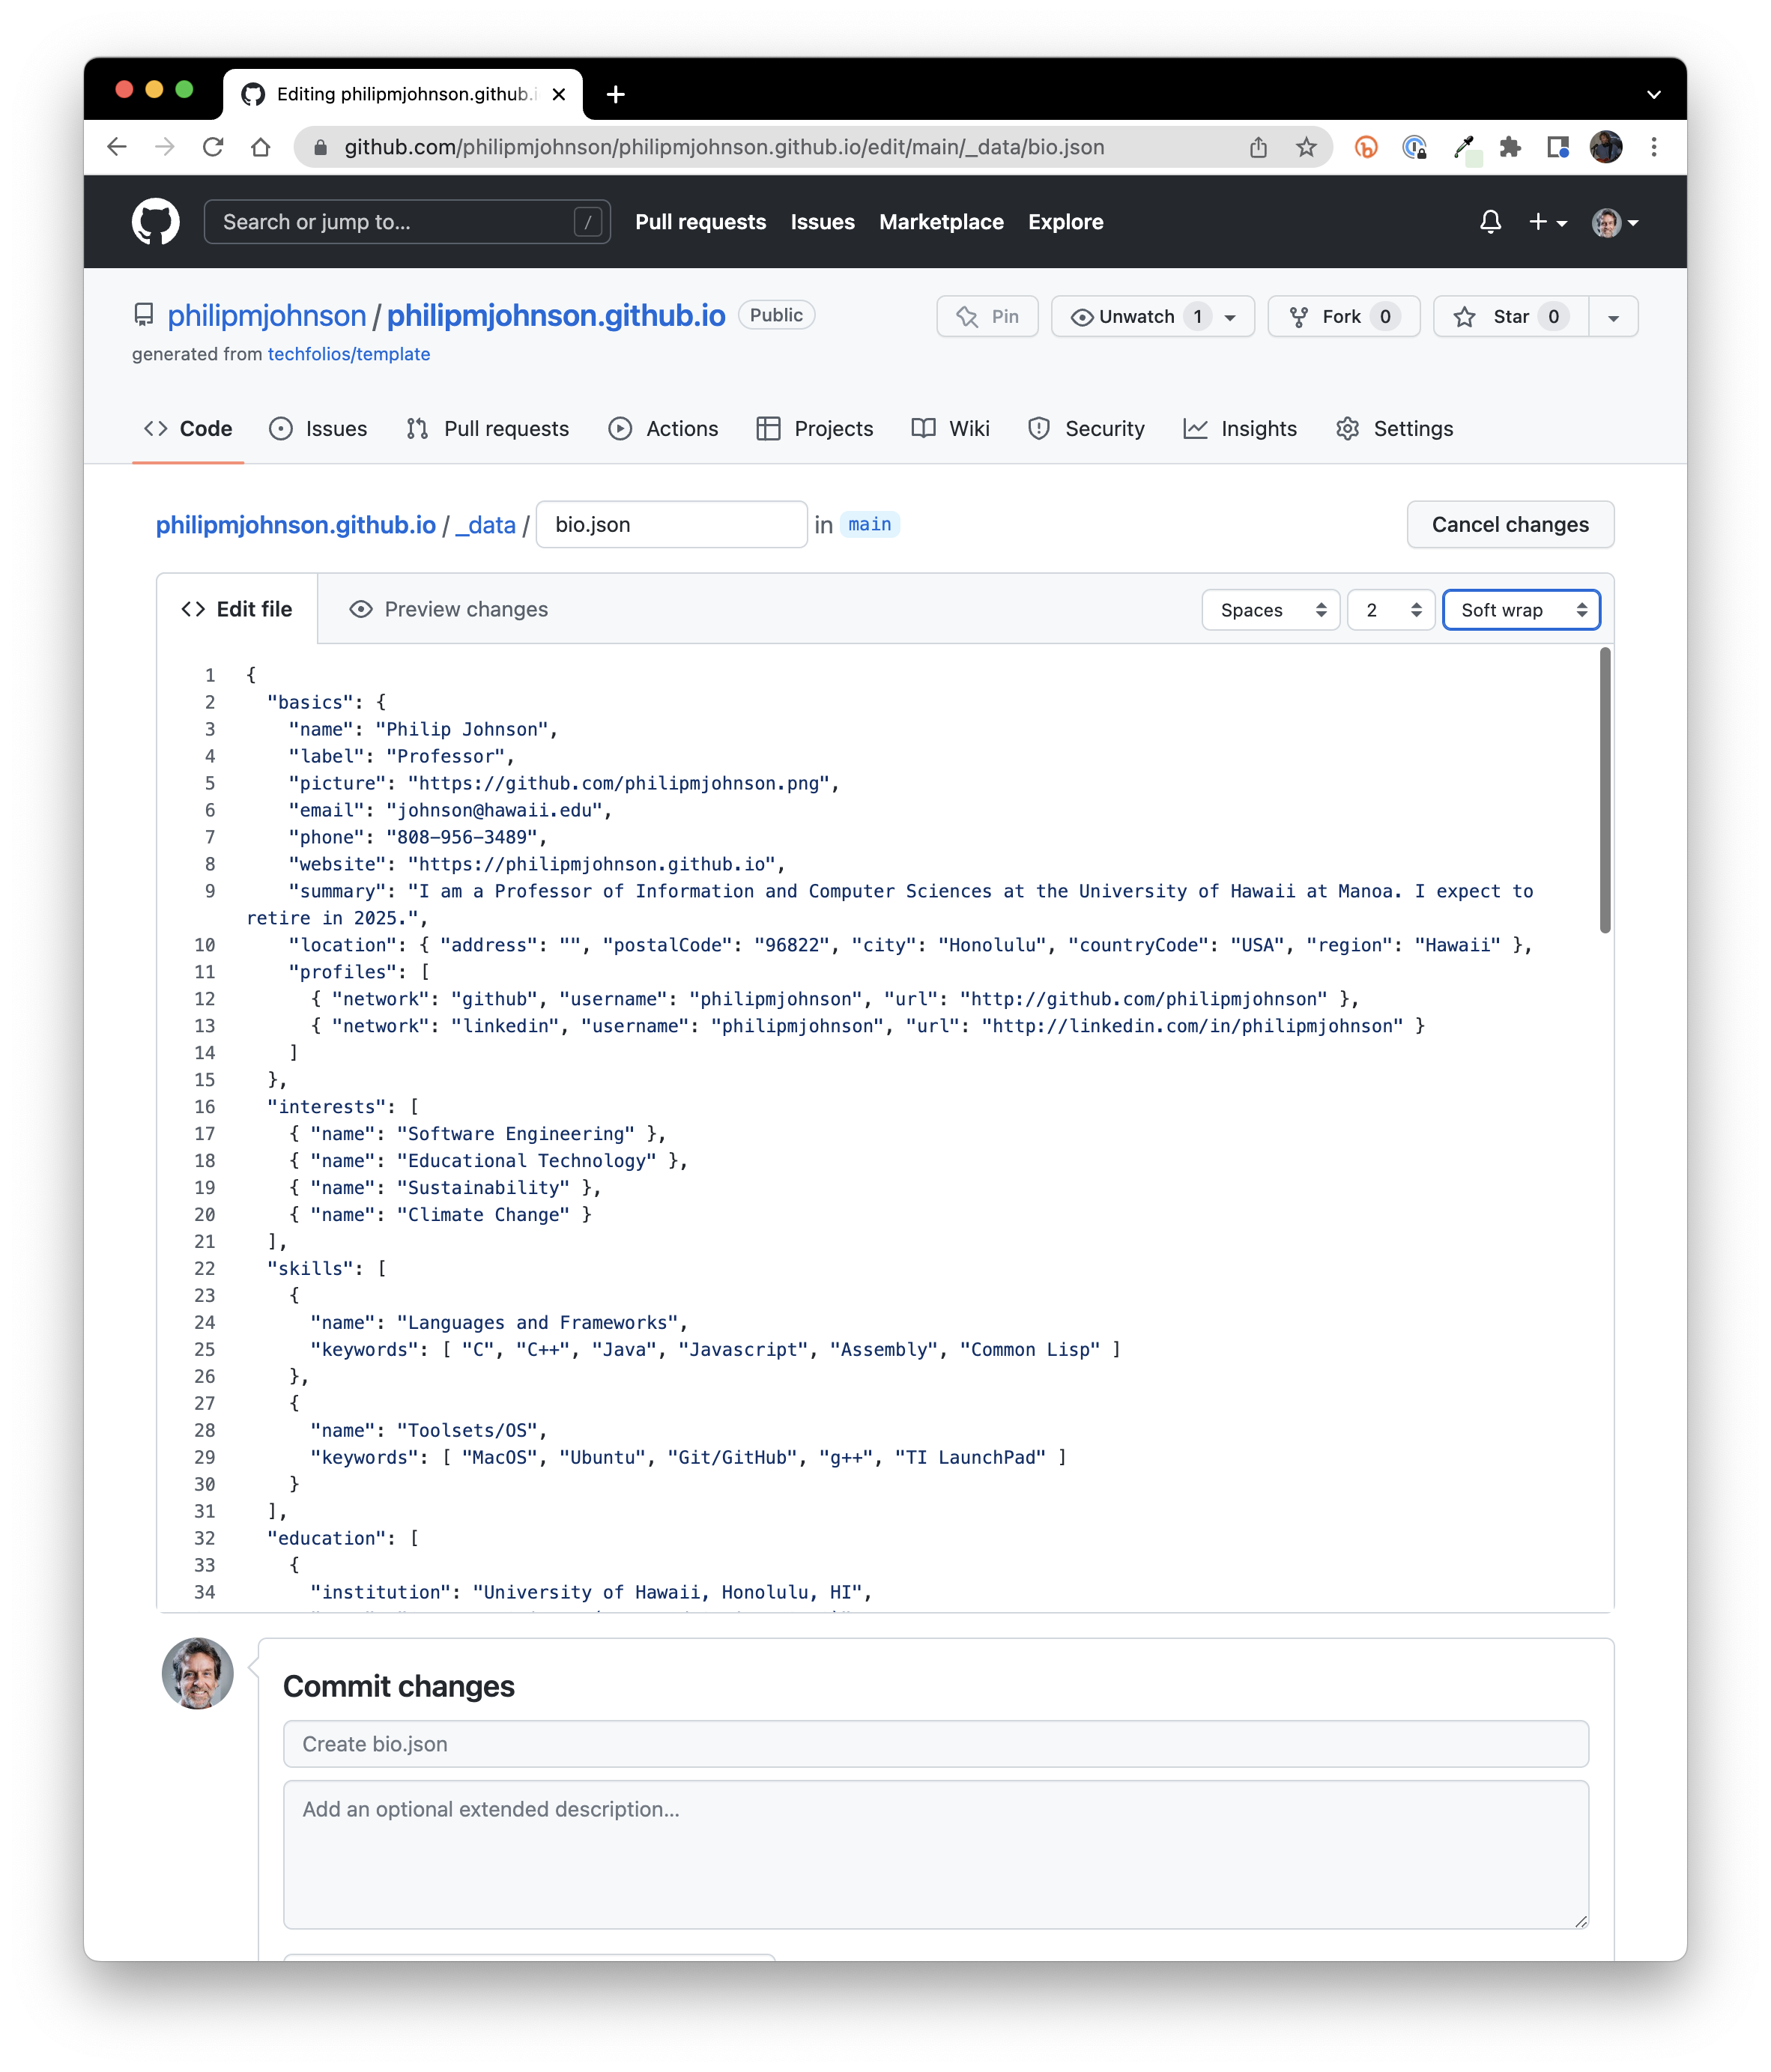 Editing philipmjohnson.github.i
github.com/philipmjohnson/philipmjohnson.github.io/edit/main/_data/bio.json
Search or jump to... /
Pull requests Issues Marketplace Explore
philipmjohnson / philipmjohnson.github.io Public
Pin Unwatch 1 Fork 0 Star 0
generated from techfolios/template
Code Issues Pull requests Actions Projects Wiki Security Insights Settings
philipmjohnson.github.io / _data / bio.json in main Cancel changes
<> Edit file Preview changes Spaces 2 Soft wrap
1 {
2 "basics": {
3 "name": "Philip Johnson",
4 "label": "Professor",
5 "picture": "https://github.com/philipmjohnson.png",
6 "email": "johnson@hawaii.edu",
7 "phone": "808-956-3489",
8 "website": "https://philipmjohnson.github.io",
9 "summary": "I am a Professor of Information and Computer Sciences at the University of Hawaii at Manoa. I expect to
retire in 2025.",
10 "location": { "address": "", "postalCode": "96822", "city": "Honolulu", "countryCode": "USA", "region": "Hawaii" },
11 "profiles": [
12 { "network": "github", "username": "philipmjohnson", "url": "http://github.com/philipmjohnson" },
13 { "network": "linkedin", "username": "philipmjohnson", "url": "http://linkedin.com/in/philipmjohnson" }
14 ]
15 },
16 "interests": [
17 { "name": "Software Engineering" },
18 { "name": "Educational Technology" },
19 { "name": "Sustainability" },
20 { "name": "Climate Change" }
21 ],
22 "skills": [
23 {
24 "name": "Languages and Frameworks",
25 "keywords": [ "C", "C++", "Java", "Javascript", "Assembly", "Common Lisp" ]
26 },
27 {
28 "name": "Toolsets/OS",
29 "keywords": [ "MacOS", "Ubuntu", "Git/GitHub", "g++", "TI LaunchPad" ]
30 }
31 ],
32 "education": [
33 {
34 "institution": "University of Hawaii, Honolulu, HI",
Commit changes
Create bio.json
Add an optional extended description...